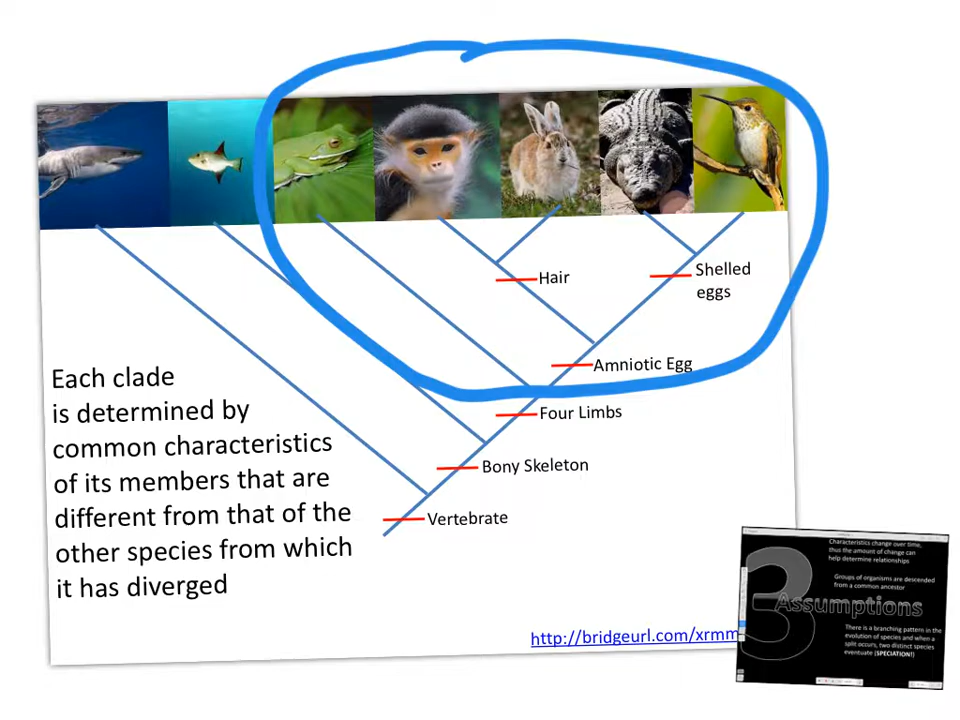 Hair
Shelled
eggs
Amniotic Egg
Four Limbs
Bony Skeleton
Vertebrate
Each clade
is determined by
common characteristics
of its members that are
different from that of the
other species from which
it has diverged
http://bridgeurl.com/xrmm
3
Assumptions
Characteristics change over time,
thus the amount of change can
help determine relationships
Groups of organisms are descended
from a common ancestor
There is a branching pattern in the
evolution of species and when a
split occurs, two distinct species
eventuate (SPECIATION!)